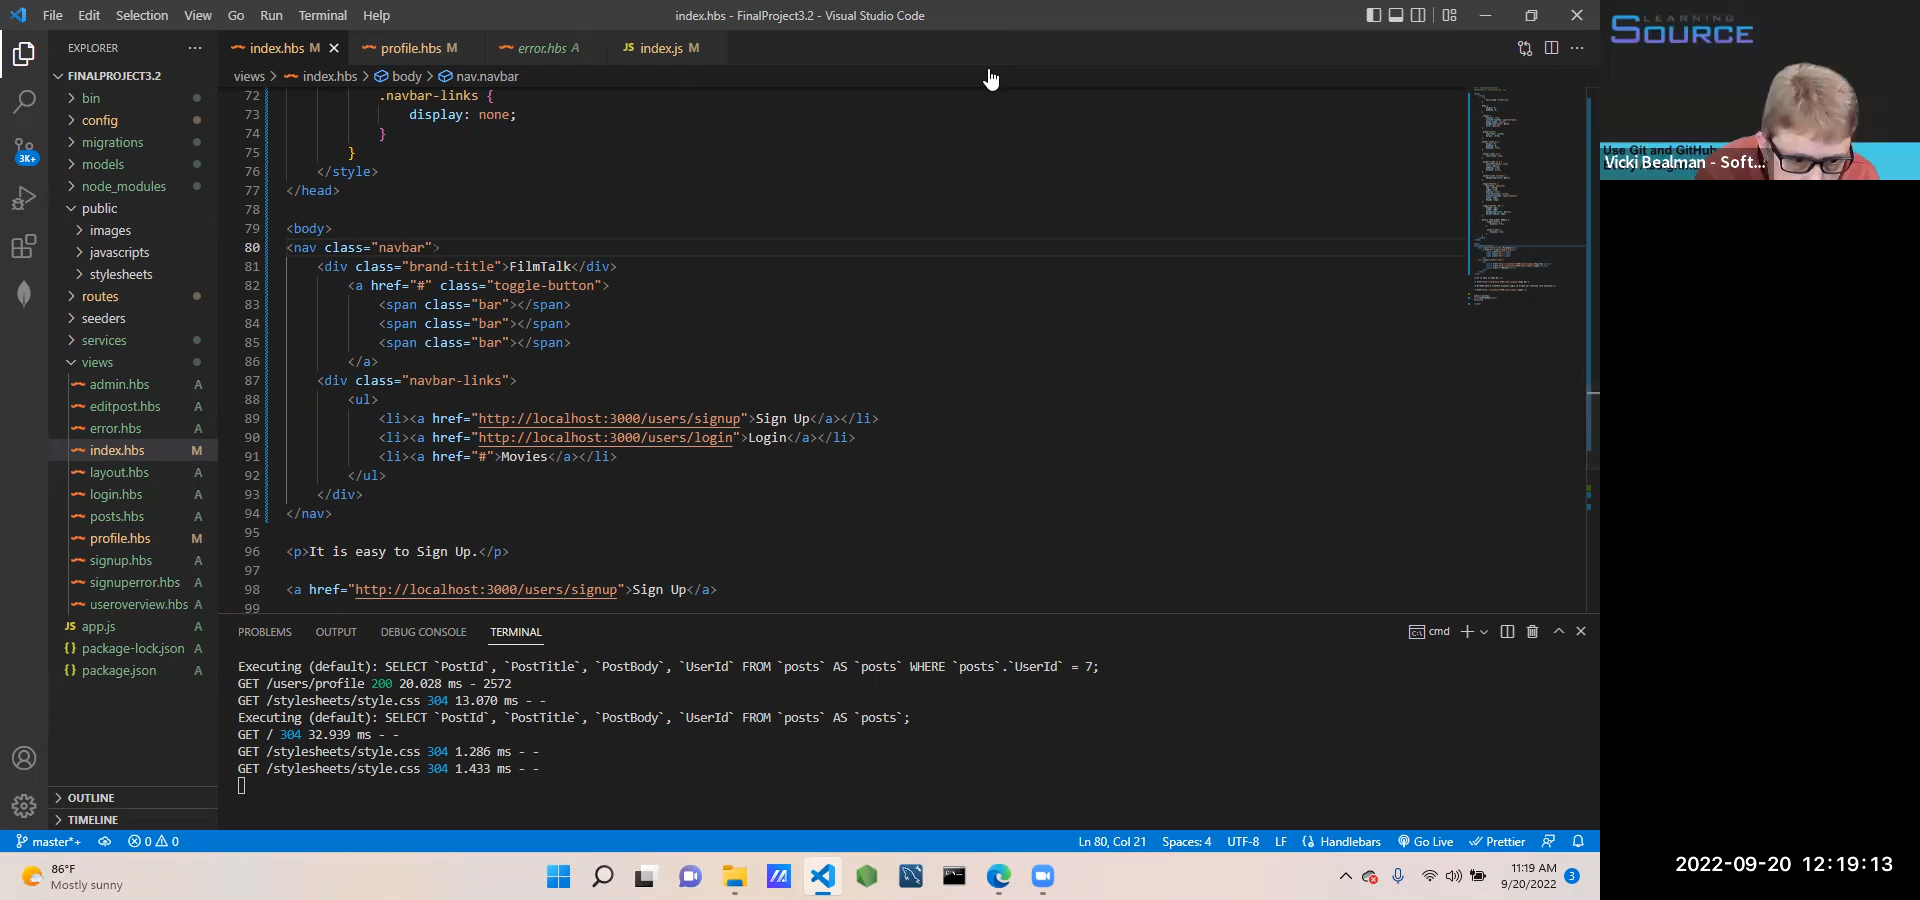 File Edit Selection View Go Run Terminal Help
index.hbs - FinalProject3.2 - Visual Studio Code
EXPLORER
FINALPROJECT3.2
bin
config
migrations
models
node_modules
public
images
javascripts
stylesheets
routes
seeders
services
views
admin.hbs A
editpost.hbs A
error.hbs A
index.hbs M
layout.hbs A
login.hbs A
posts.hbs A
profile.hbs M
signup.hbs A
signuperror.hbs A
useroverview.hbs A
JS app.js A
{} package-lock.json A
{} package.json A
OUTLINE
TIMELINE
3K+
index.hbs M
profile.hbs M
error.hbs A
JS index.js M
views > index.hbs > body > nav.navbar
72 .navbar-links {
73 display: none;
74 }
75 }
76 </style>
77 </head>
78
79 <body>
80 <nav class="navbar">
81 <div class="brand-title">FilmTalk</div>
82 <a href="#" class="toggle-button">
83 <span class="bar"></span>
84 <span class="bar"></span>
85 <span class="bar"></span>
86 </a>
87 <div class="navbar-links">
88 <ul>
89 <li><a href="http://localhost:3000/users/signup">Sign Up</a></li>
90 <li><a href="http://localhost:3000/users/login">Login</a></li>
91 <li><a href="#">Movies</a></li>
92 </ul>
93 </div>
94 </nav>
95
96 <p>It is easy to Sign Up.</p>
97
98 <a href="http://localhost:3000/users/signup">Sign Up</a>
99
PROBLEMS OUTPUT DEBUG CONSOLE TERMINAL
cmd
Executing (default): SELECT `PostId`, `PostTitle`, `PostBody`, `UserId` FROM `posts` AS `posts` WHERE `posts`.`UserId` = 7;
GET /users/profile 200 20.028 ms - 2572
GET /stylesheets/style.css 304 13.070 ms - -
Executing (default): SELECT `PostId`, `PostTitle`, `PostBody`, `UserId` FROM `posts` AS `posts`;
GET / 304 32.939 ms - -
GET /stylesheets/style.css 304 1.286 ms - -
GET /stylesheets/style.css 304 1.433 ms - -
master*+ 0 0
Ln 80, Col 21 Spaces: 4 UTF-8 LF {} Handlebars Go Live Prettier
86°F
Mostly sunny
11:19 AM
9/20/2022
3
LEARNING
SOURCE
Use Git and GitHub
Vicki Bealman - Soft...
2022-09-20 12:19:13